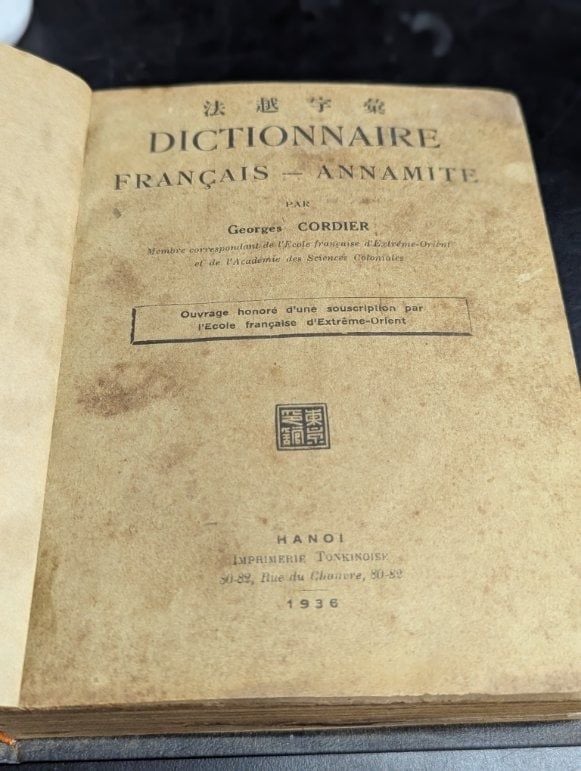 法越字彙
DICTIONNAIRE
FRANÇAIS — ANNAMITE
PAR
Georges CORDIER
Membre correspondant de l'Ecole française d'Extrême-Orient
et de l'Académie des Sciences Coloniales
Ouvrage honoré d'une souscription par
l'Ecole française d'Extrême-Orient
東京
HANOI
IMPRIMERIE TONKINOISE
80-82, Rue du Chanvre, 80-82
1936